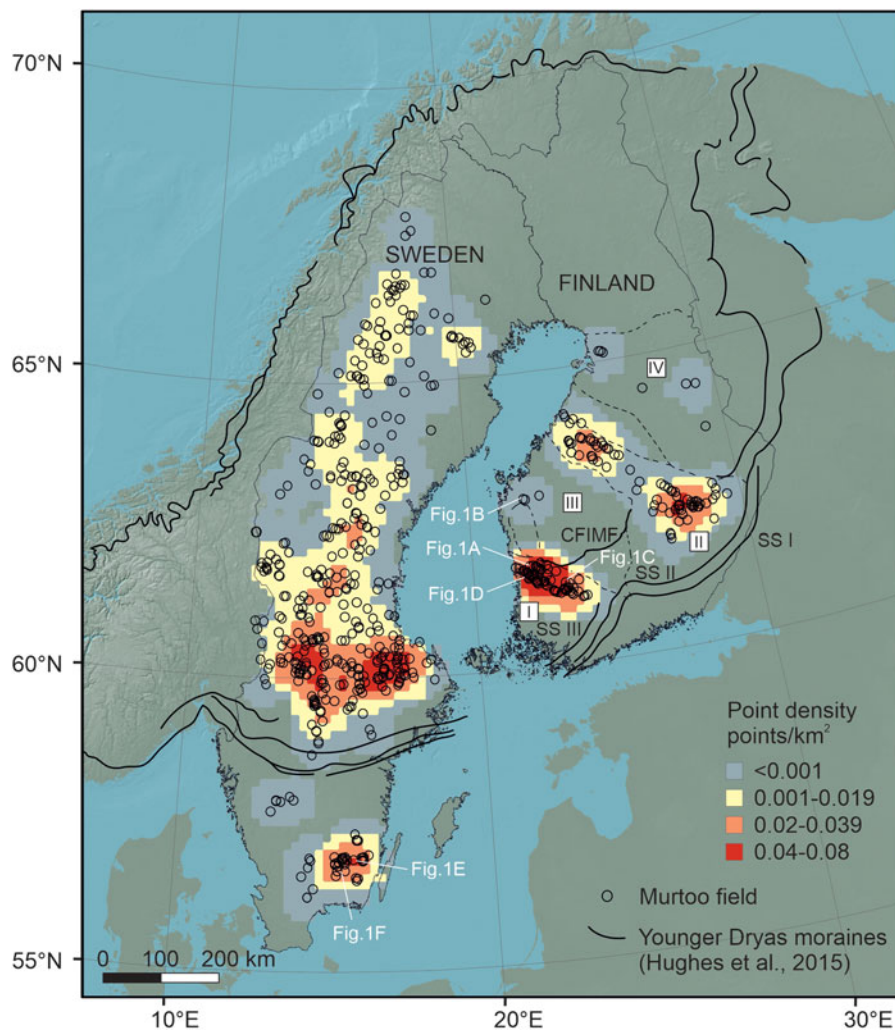 70°N
SWEDEN
FINLAND
65°N
IV
Fig.1B
III
CFIMF
II
SS I
Fig.1A
Fig.1C
SS II
Fig.1D
I
SS III
60°N
Point density
points/km²
<0.001
0.001-0.019
0.02-0.039
0.04-0.08
Fig.1E
Murtoo field
Fig.1F
Younger Dryas moraines
(Hughes et al., 2015)
55°N
0 100 200 km
10°E 20°E 30°E